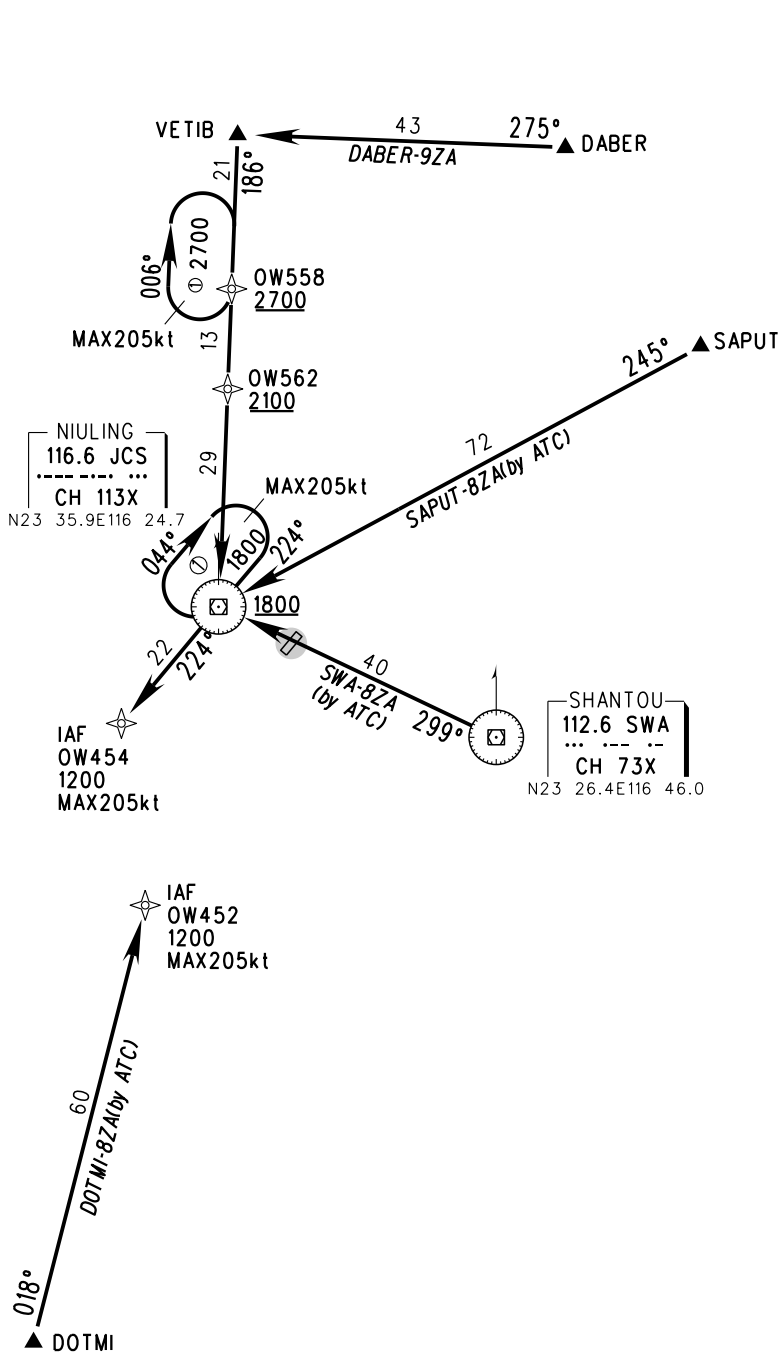 VETIB
43
275°
DABER
DABER-9ZA
21
186°
2700
006°
OW558
2700
MAX205kt
13
SAPUT
245°
OW562
2100
72
SAPUT-8ZA(by ATC)
NIULING
116.6 JCS
CH 113X
N23 35.9E116 24.7
29
MAX205kt
044°
1
1800
224°
1800
22
224°
40
SWA-8ZA
(by ATC)
299°
SHANTOU
112.6 SWA
CH 73X
N23 26.4E116 46.0
IAF
OW454
1200
MAX205kt
IAF
OW452
1200
MAX205kt
60
DOTMI-8ZA(by ATC)
018°
DOTMI